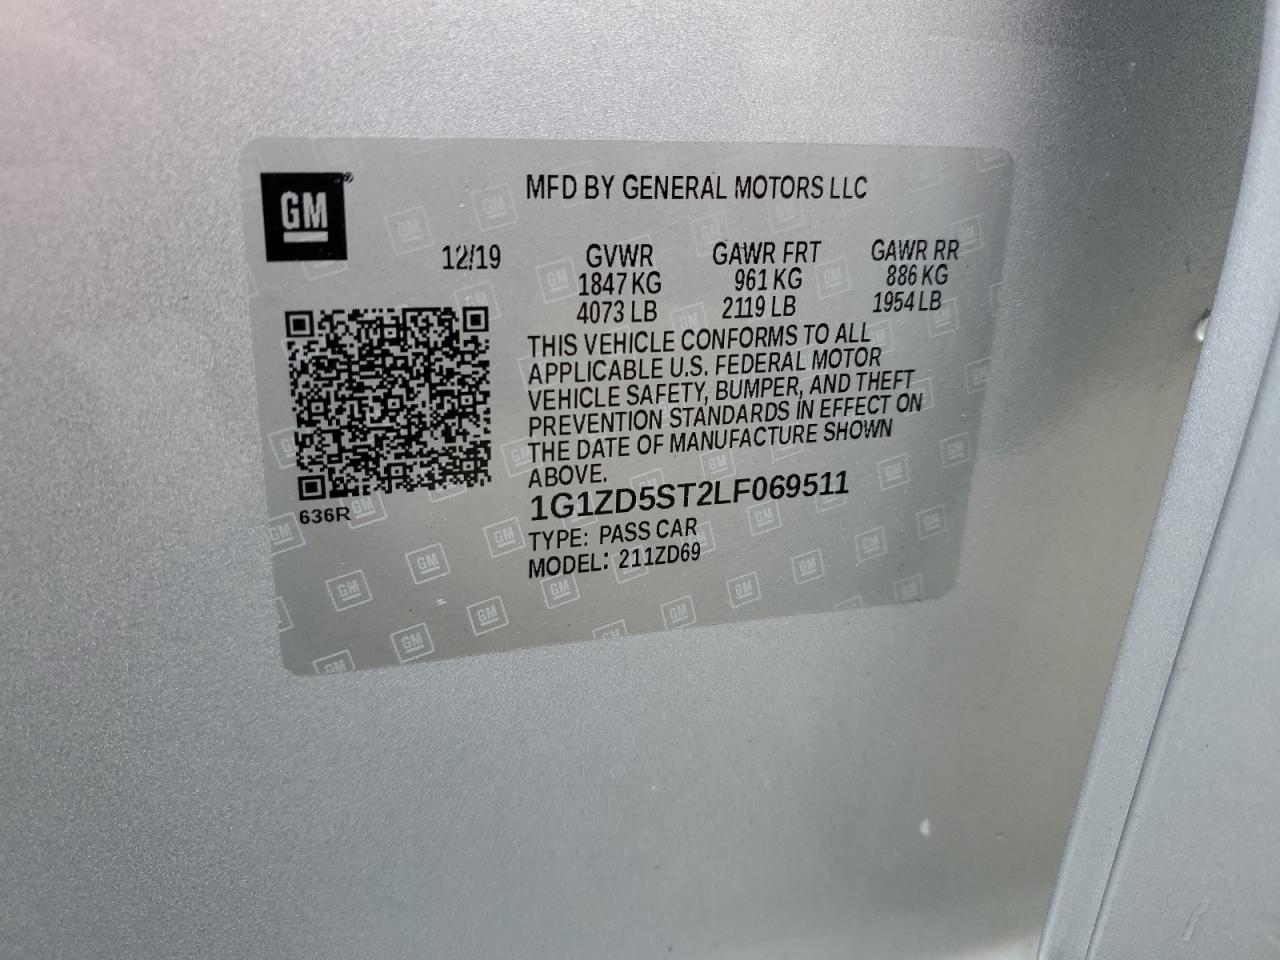 GM®
MFD BY GENERAL MOTORS LLC
12/19
GVWR GAWR FRT GAWR RR
1847 KG 961 KG 886 KG
4073 LB 2119 LB 1954 LB
THIS VEHICLE CONFORMS TO ALL
APPLICABLE U.S. FEDERAL MOTOR
VEHICLE SAFETY, BUMPER, AND THEFT
PREVENTION STANDARDS IN EFFECT ON
THE DATE OF MANUFACTURE SHOWN
ABOVE.
1G1ZD5ST2LF069511
TYPE: PASS CAR
MODEL: 211ZD69
636R